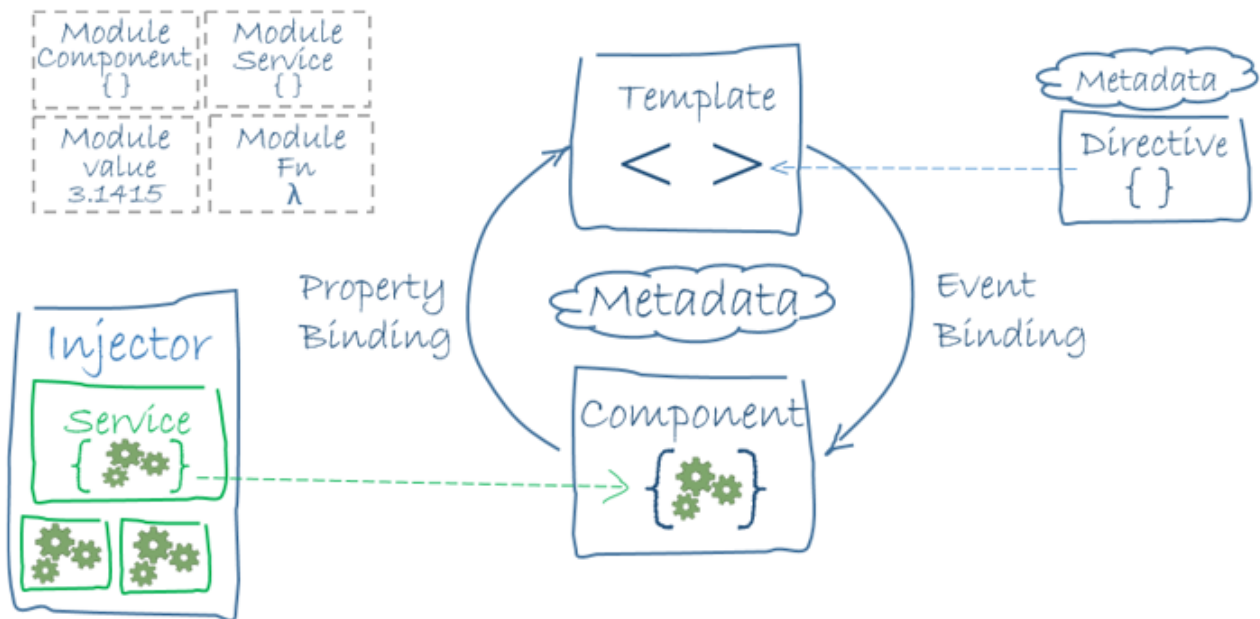 Module
Component
{ }
Module
Service
{ }
Module
value
3.1415
Module
Fn
λ
Template
< >
Metadata
Directive
{ }
Property
Binding
Metadata
Event
Binding
Injector
Service
{ }
Component
{ }